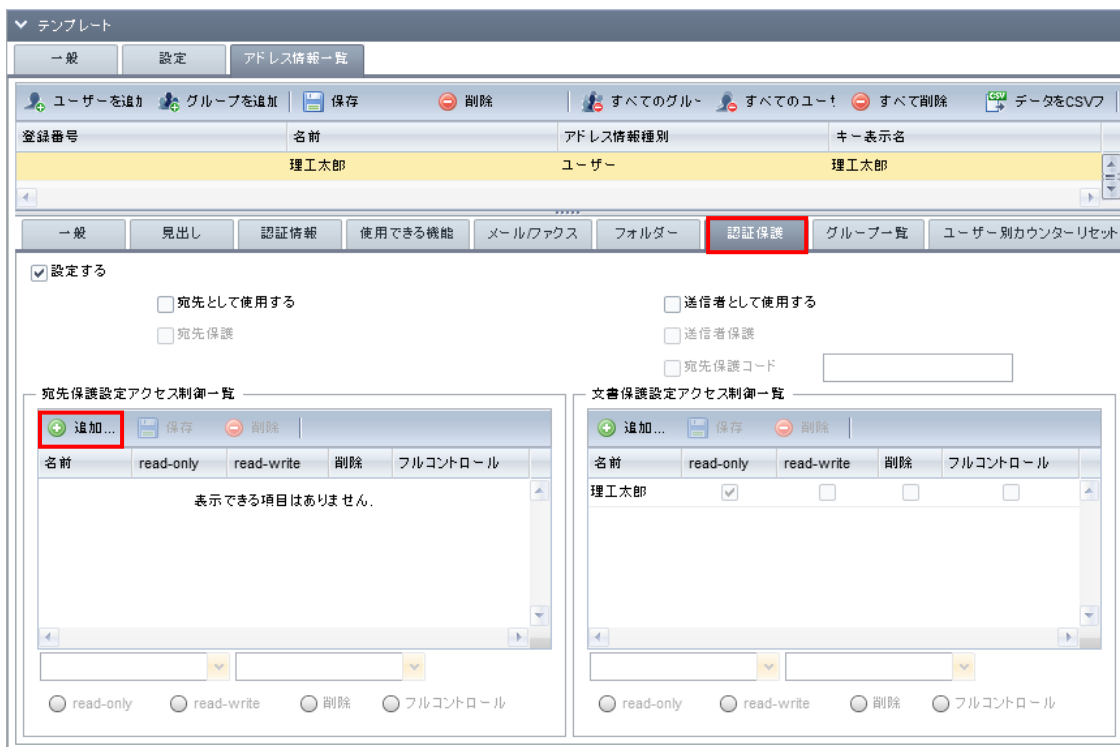 テンプレート
一般 設定 アドレス情報一覧
ユーザーを追加 グループを追加 保存 削除 すべてのグルー すべてのユー すべて削除 CSV データをCSVフ
登録番号 名前 アドレス情報種別 キー表示名
理工太郎 ユーザー 理工太郎
一般 見出し 認証情報 使用できる機能 メール/ファクス フォルダー 認証保護 グループ一覧 ユーザー別カウンターリセット
設定する
宛先として使用する 送信者として使用する
宛先保護 送信者保護
宛先保護コード
宛先保護設定アクセス制御一覧 文書保護設定アクセス制御一覧
追加... 保存 削除 追加... 保存 削除
名前 read-only read-write 削除 フルコントロール 名前 read-only read-write 削除 フルコントロール
表示できる項目はありません. 理工太郎
read-only read-write 削除 フルコントロール read-only read-write 削除 フルコントロール